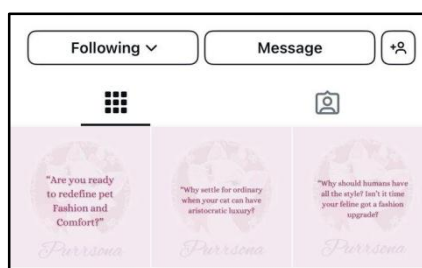 Following
Message
"Are you ready
to redefine pet
Fashion and
Comfort?"
Purrsona
"Why settle for ordinary
when your cat can have
aristocratic luxury?
Purrsona
"Why should humans have
all the style? Isn't it time
your feline got a fashion
upgrade?
Purrsona